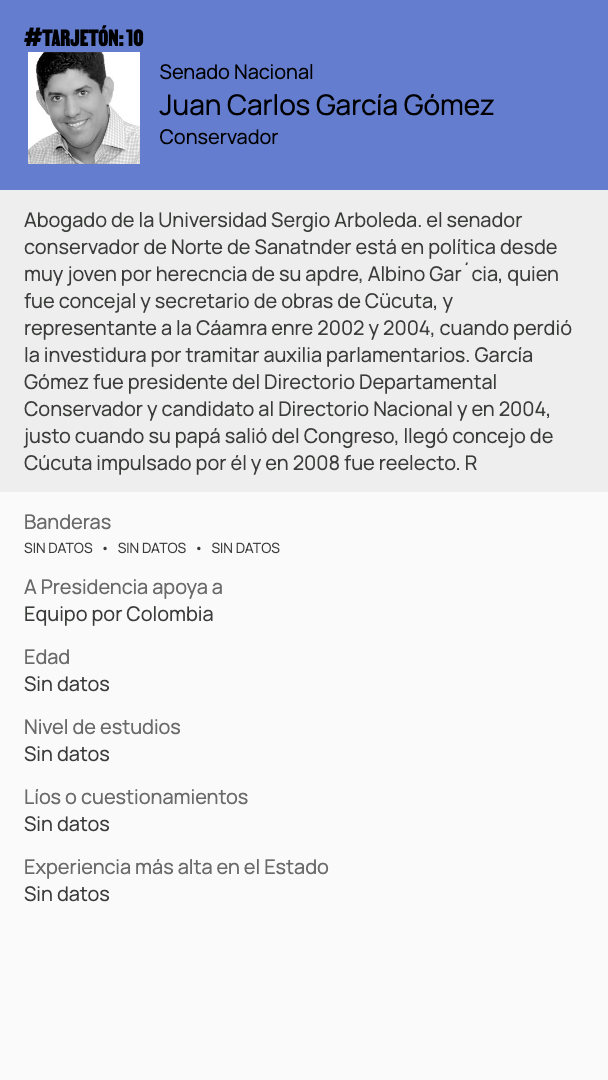 #TARJETÓN: 10
Senado Nacional
Juan Carlos García Gómez
Conservador
Abogado de la Universidad Sergio Arboleda. el senador
conservador de Norte de Sanatnder está en política desde
muy joven por herecncia de su apdre, Albino Gar´cia, quien
fue concejal y secretario de obras de Cücuta, y
representante a la Cáamra enre 2002 y 2004, cuando perdió
la investidura por tramitar auxilia parlamentarios. García
Gómez fue presidente del Directorio Departamental
Conservador y candidato al Directorio Nacional y en 2004,
justo cuando su papá salió del Congreso, llegó concejo de
Cúcuta impulsado por él y en 2008 fue reelecto. R
Banderas
SIN DATOS • SIN DATOS • SIN DATOS
A Presidencia apoya a
Equipo por Colombia
Edad
Sin datos
Nivel de estudios
Sin datos
Líos o cuestionamientos
Sin datos
Experiencia más alta en el Estado
Sin datos